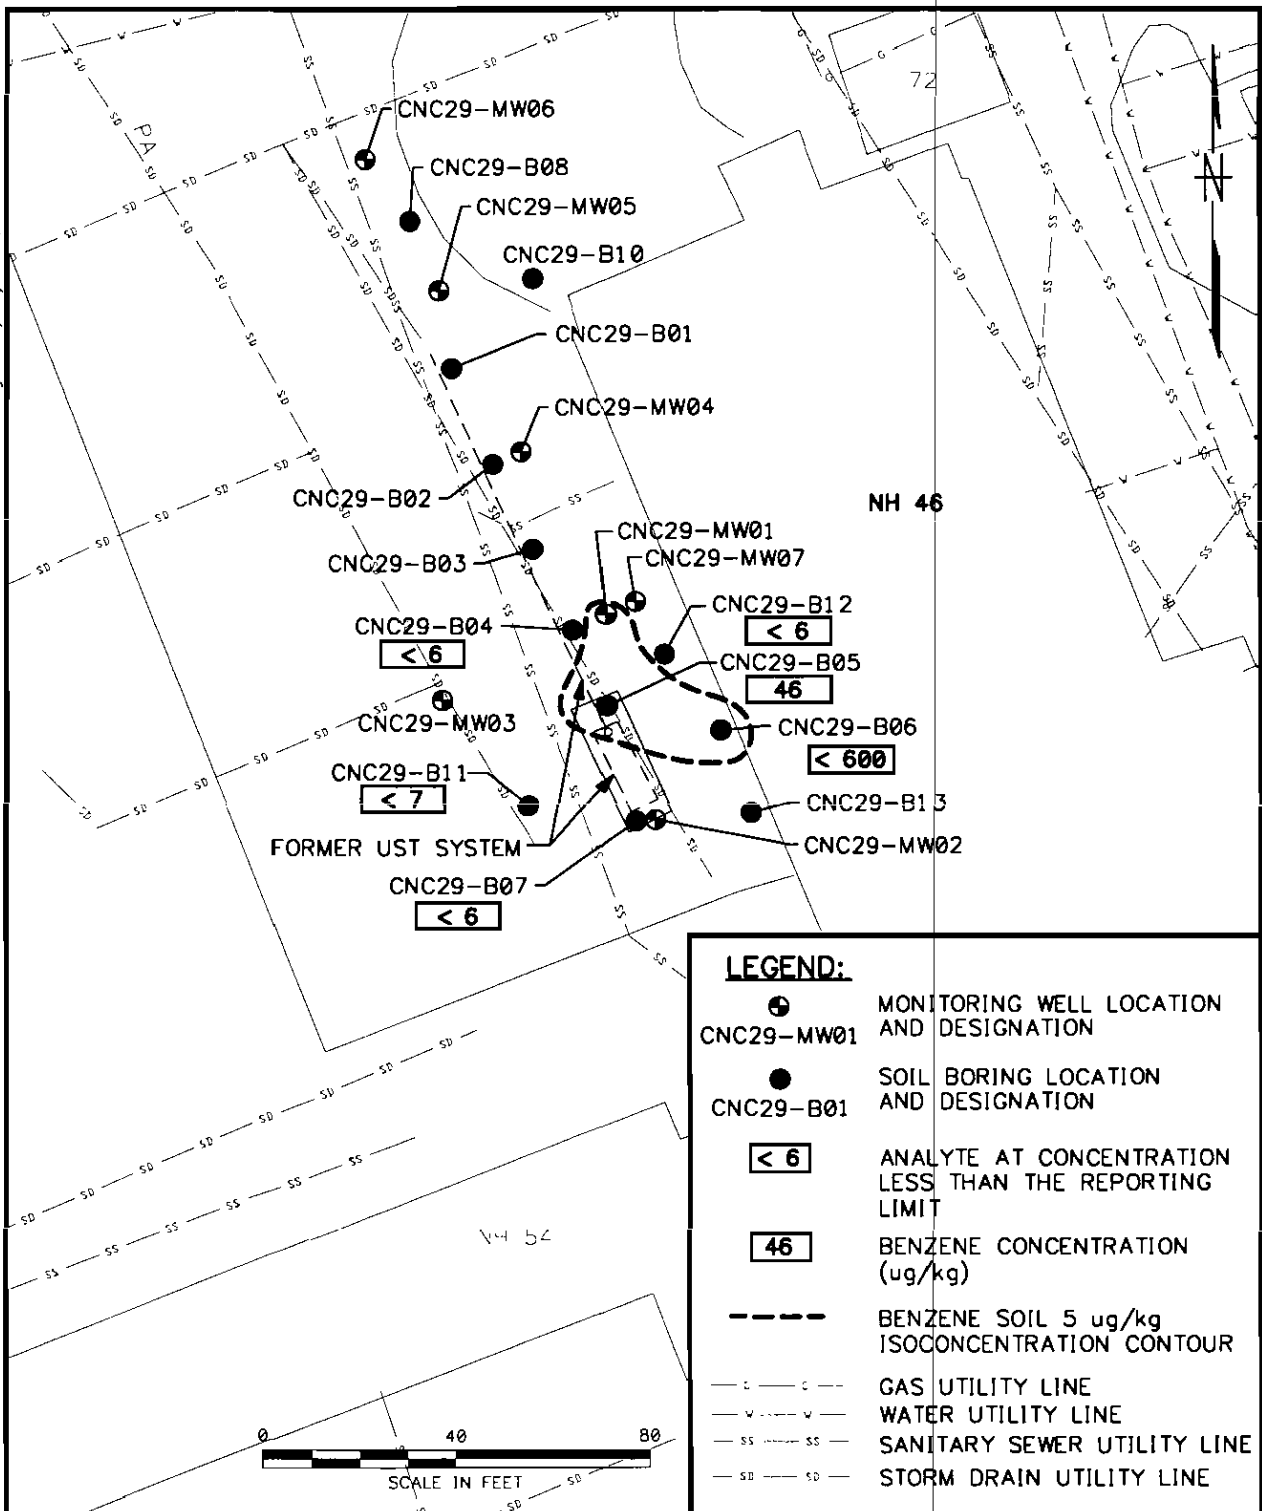 72
PA
N
CNC29-MW06
CNC29-B08
CNC29-MW05
CNC29-B10
CNC29-B01
CNC29-MW04
CNC29-B02
NH 46
CNC29-MW01
CNC29-B03
CNC29-MW07
CNC29-B12
< 6
CNC29-B04
< 6
CNC29-B05
46
CNC29-MW03
CNC29-B06
< 600
CNC29-B11
< 7
CNC29-B13
FORMER UST SYSTEM
CNC29-MW02
CNC29-B07
< 6
LEGEND:
CNC29-MW01
MONITORING WELL LOCATION
AND DESIGNATION
CNC29-B01
SOIL BORING LOCATION
AND DESIGNATION
< 6
ANALYTE AT CONCENTRATION
LESS THAN THE REPORTING
LIMIT
46
BENZENE CONCENTRATION
(ug/kg)
BENZENE SOIL 5 ug/kg
ISOCONCENTRATION CONTOUR
GAS UTILITY LINE
W W WATER UTILITY LINE
SS SS SANITARY SEWER UTILITY LINE
SD SD STORM DRAIN UTILITY LINE
0 40 80
SCALE IN FEET